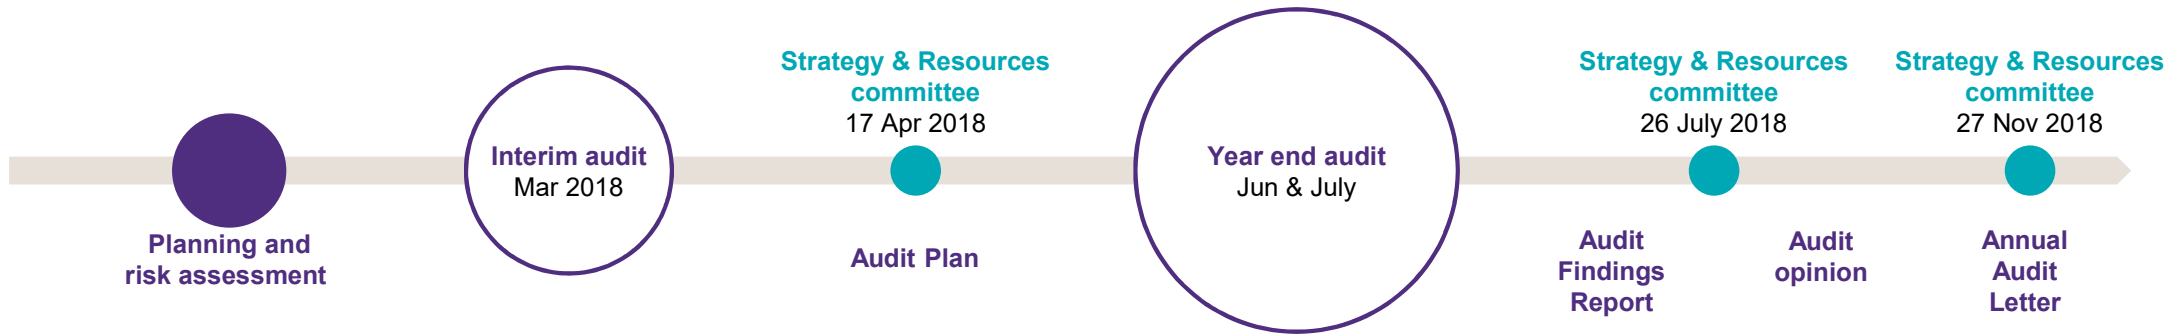 Planning and
risk assessment
Interim audit
Mar 2018
Strategy & Resources
committee
17 Apr 2018
Audit Plan
Year end audit
Jun & July
Strategy & Resources
committee
26 July 2018
Audit
Findings
Report
Audit
opinion
Strategy & Resources
committee
27 Nov 2018
Annual
Audit
Letter